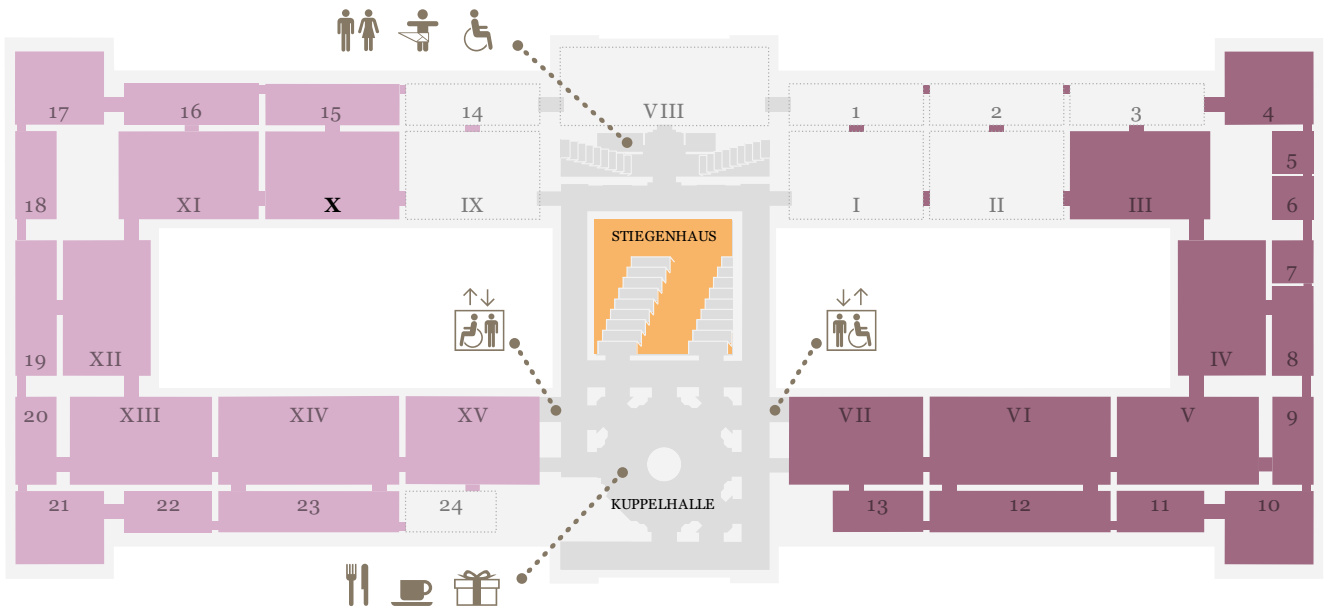 17 16 15 14 VIII 1 2 3 4
5
18 XI X IX I II III 6
STIEGENHAUS
7
19 XII IV 8
20 XIII XIV XV VII VI V 9
21 22 23 24 KUPPELHALLE 13 12 11 10